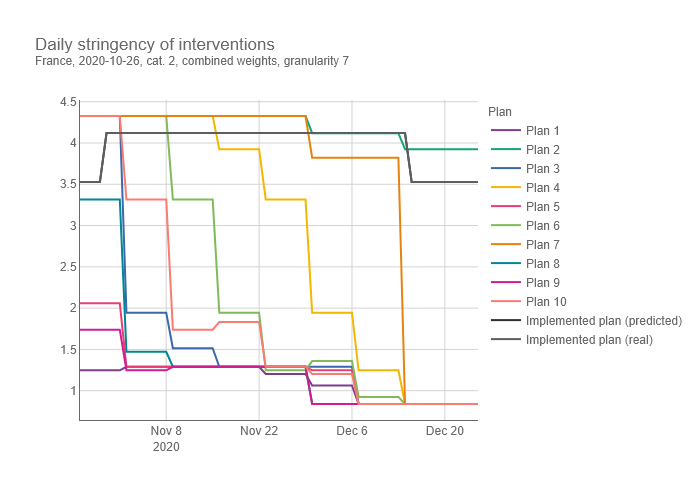 Daily stringency of interventions
France, 2020-10-26, cat. 2, combined weights, granularity 7
4.5
4
3.5
3
2.5
2
1.5
1
Nov 8
2020
Nov 22
Dec 6
Dec 20
Plan
Plan 1
Plan 2
Plan 3
Plan 4
Plan 5
Plan 6
Plan 7
Plan 8
Plan 9
Plan 10
Implemented plan (predicted)
Implemented plan (real)